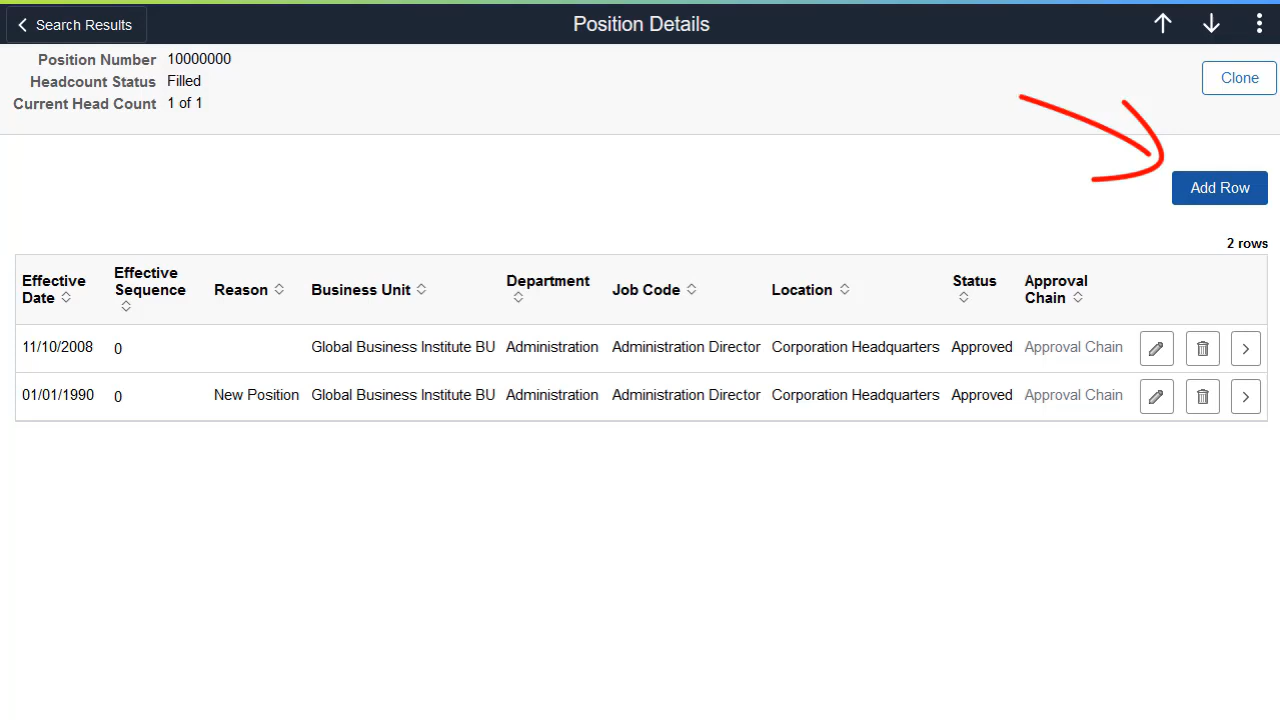 Search Results
Position Details
Position Number 10000000
Headcount Status Filled
Current Head Count 1 of 1
Clone
Add Row
2 rows
Effective Date Effective Sequence Reason Business Unit Department Job Code Location Status Approval Chain
11/10/2008 0 Global Business Institute BU Administration Administration Director Corporation Headquarters Approved Approval Chain
01/01/1990 0 New Position Global Business Institute BU Administration Administration Director Corporation Headquarters Approved Approval Chain